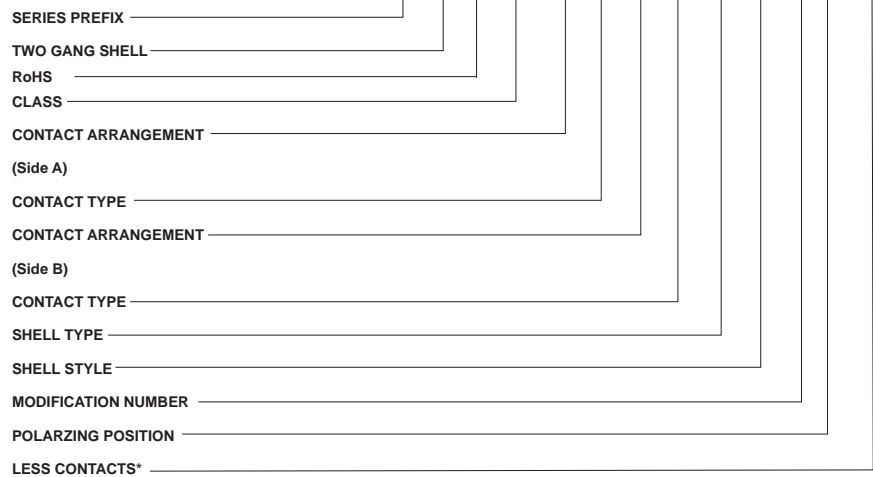 SERIES PREFIX
TWO GANG SHELL
RoHS
CLASS
CONTACT ARRANGEMENT
(Side A)
CONTACT TYPE
CONTACT ARRANGEMENT
(Side B)
CONTACT TYPE
SHELL TYPE
SHELL STYLE
MODIFICATION NUMBER
POLARZING POSITION
LESS CONTACTS*